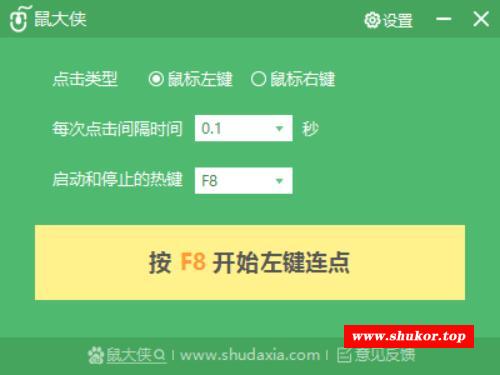 鼠大侠 设置
点击类型 鼠标左键 鼠标右键
每次点击间隔时间 0.1 秒
启动和停止的热键 F8
按 F8 开始左键连点
www.shukor.top
鼠大侠 | www.shudaxia.com | 意见反馈